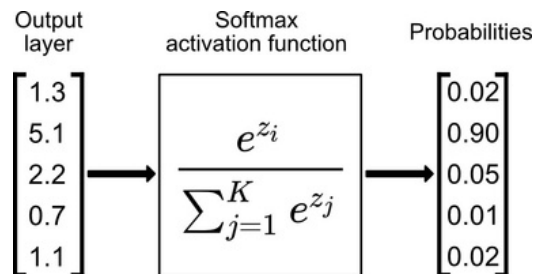 Output layer
Softmax activation function
Probabilities
1.3
5.1
2.2
0.7
1.1
e^{z_i}
∑_{j=1}^{K} e^{z_j}
0.02
0.90
0.05
0.01
0.02